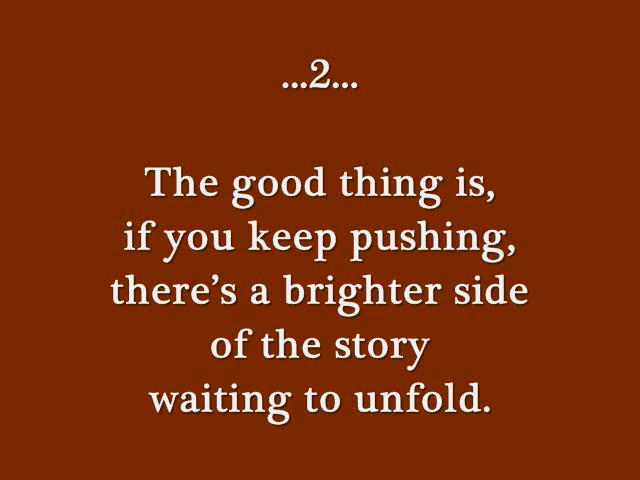 ...2...
The good thing is,
if you keep pushing,
there’s a brighter side
of the story
waiting to unfold.